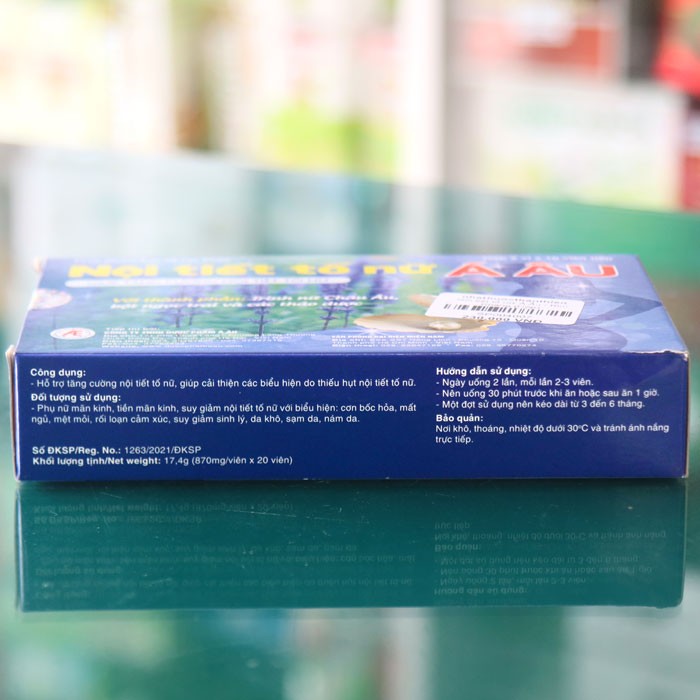 Nội tiết tố nữ Á ÂU
Với thành phần: Trinh nữ Châu Âu,
Công dụng:
- Hỗ trợ tăng cường nội tiết tố nữ, giúp cải thiện các biểu hiện do thiếu hụt nội tiết tố nữ.
Đối tượng sử dụng:
- Phụ nữ mãn kinh, tiền mãn kinh, suy giảm nội tiết tố nữ với biểu hiện: cơn bốc hỏa, mất
ngủ, mệt mỏi, rối loạn cảm xúc, suy giảm sinh lý, da khô, sạm da, nám da.
Số ĐKSP/Reg. No.: 1263/2021/ĐKSP
Khối lượng tịnh/Net weight: 17,4g (870mg/viên x 20 viên)
Hướng dẫn sử dụng:
- Ngày uống 2 lần, mỗi lần 2-3 viên.
- Nên uống 30 phút trước khi ăn hoặc sau ăn 1 giờ.
- Một đợt sử dụng nên kéo dài từ 3 đến 6 tháng.
Bảo quản:
Nơi khô, thoáng, nhiệt độ dưới 30°C và tránh ánh nắng
trực tiếp.